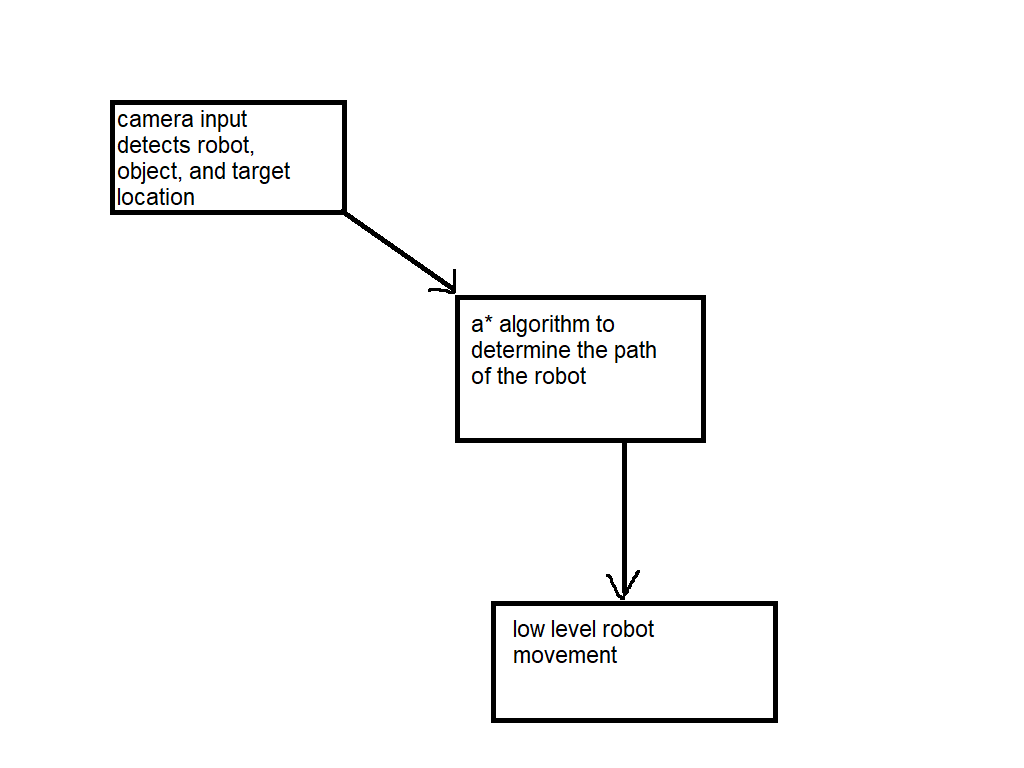 camera input
detects robot,
object, and target
location
a* algorithm to
determine the path
of the robot
low level robot
movement